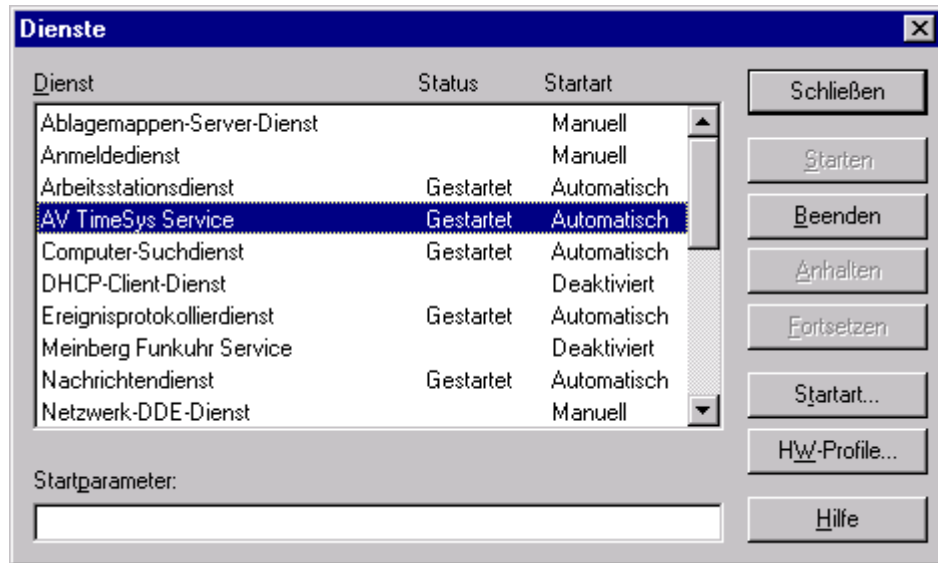 Dienste
Dienst Status Startart
Ablagemappen-Server-Dienst Manuell
Anmeldedienst Manuell
Arbeitsstationsdienst Gestartet Automatisch
AV TimeSys Service Gestartet Automatisch
Computer-Suchdienst Gestartet Automatisch
DHCP-Client-Dienst Deaktiviert
Ereignisprotokollierdienst Gestartet Automatisch
Meinberg Funkuhr Service Deaktiviert
Nachrichtendienst Gestartet Automatisch
Netzwerk-DDE-Dienst Manuell
Startparameter:
Schließen
Starten
Beenden
Anhalten
Fortsetzen
Startart...
HW-Profile...
Hilfe